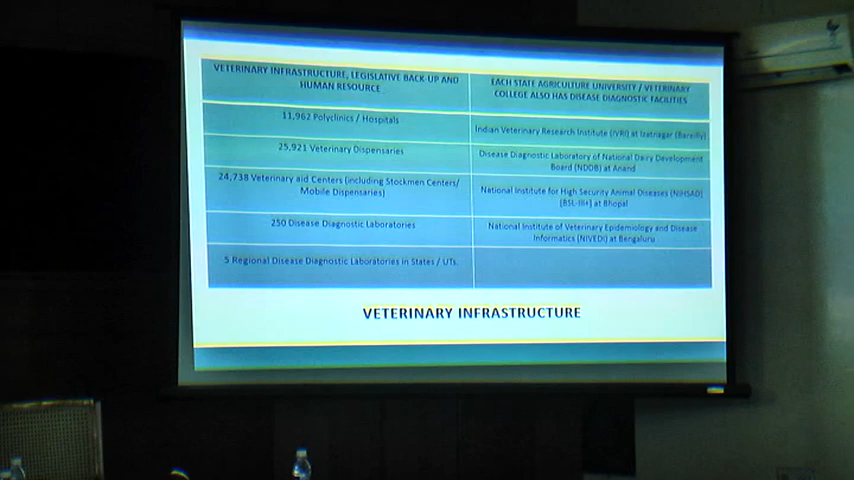 VETERINARY INFRASTRUCTURE, LEGISLATIVE BACK-UP AND
HUMAN RESOURCE
EACH STATE AGRICULTURE UNIVERSITY / VETERINARY
COLLEGE ALSO HAS DISEASE DIAGNOSTIC FACILITIES
11,962 Polyclinics / Hospitals
Indian Veterinary Research Institute (IVRI) at Izatnagar (Bareilly)
25,921 Veterinary Dispensaries
Disease Diagnostic Laboratory of National Dairy Development
Board (NDDB) at Anand
24,738 Veterinary aid Centers (including Stockmen Centers/
Mobile Dispensaries)
National Institute for High Security Animal Diseases (NIHSAD)
[BSL-III+] at Bhopal
250 Disease Diagnostic Laboratories
National Institute of Veterinary Epidemiology and Disease
Informatics (NIVEDI) at Bengaluru
5 Regional Disease Diagnostic Laboratories in States / UTs.
VETERINARY INFRASTRUCTURE